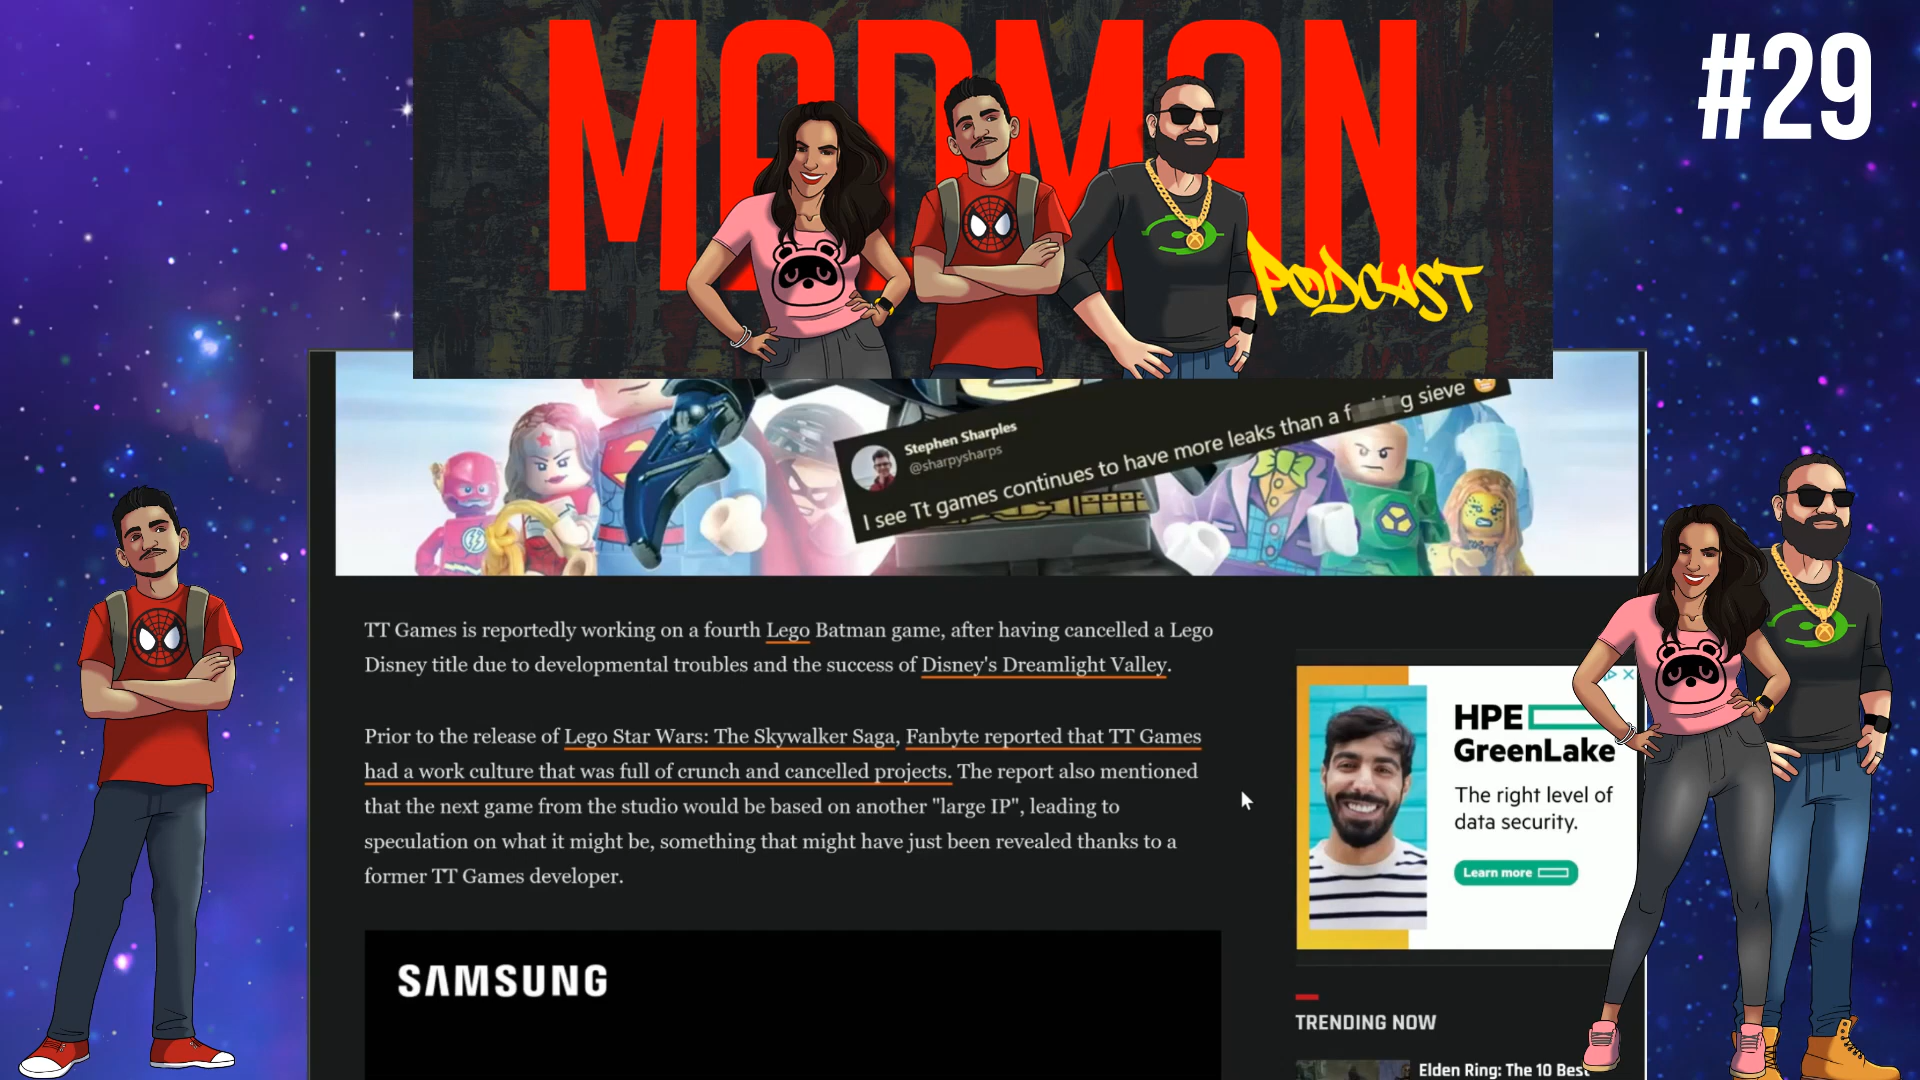 MADMAN
PODCAST
#29
Stephen Sharples
@sharpysharps
I see Tt games continues to have more leaks than a f g sieve
TT Games is reportedly working on a fourth Lego Batman game, after having cancelled a Lego
Disney title due to developmental troubles and the success of Disney's Dreamlight Valley.
Prior to the release of Lego Star Wars: The Skywalker Saga, Fanbyte reported that TT Games
had a work culture that was full of crunch and cancelled projects. The report also mentioned
that the next game from the studio would be based on another "large IP", leading to
speculation on what it might be, something that might have just been revealed thanks to a
former TT Games developer.
SAMSUNG
HPE
GreenLake
The right level of
data security.
Learn more
TRENDING NOW
Elden Ring: The 10 Best